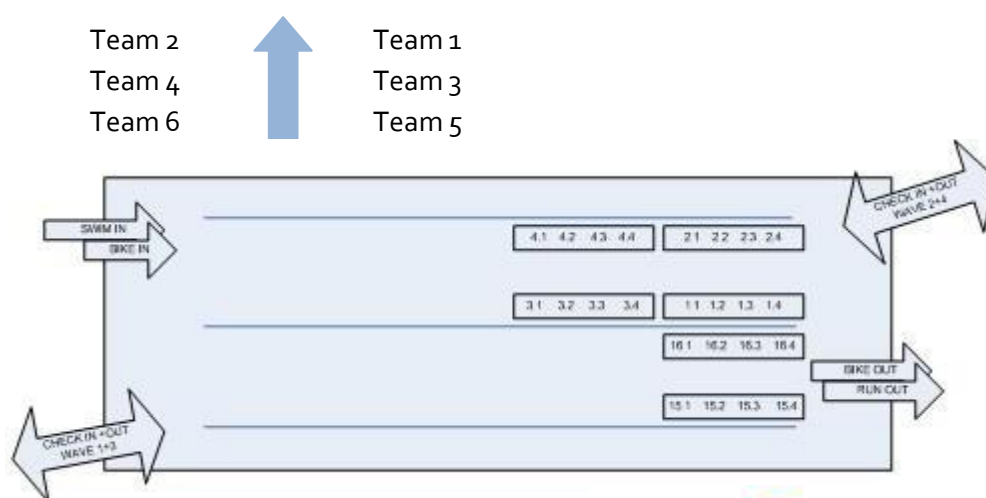 Team 2 Team 1
Team 4 Team 3
Team 6 Team 5
CHECK IN +OUT
WAVE 2+4
SWIM IN
BIKE IN
4.1 4.2 4.3 4.4 2.1 2.2 2.3 2.4
3.1 3.2 3.3 3.4 1.1 1.2 1.3 1.4
16.1 16.2 16.3 16.4
BIKE OUT
RUN OUT
15.1 15.2 15.3 15.4
CHECK IN +OUT
WAVE 1+3